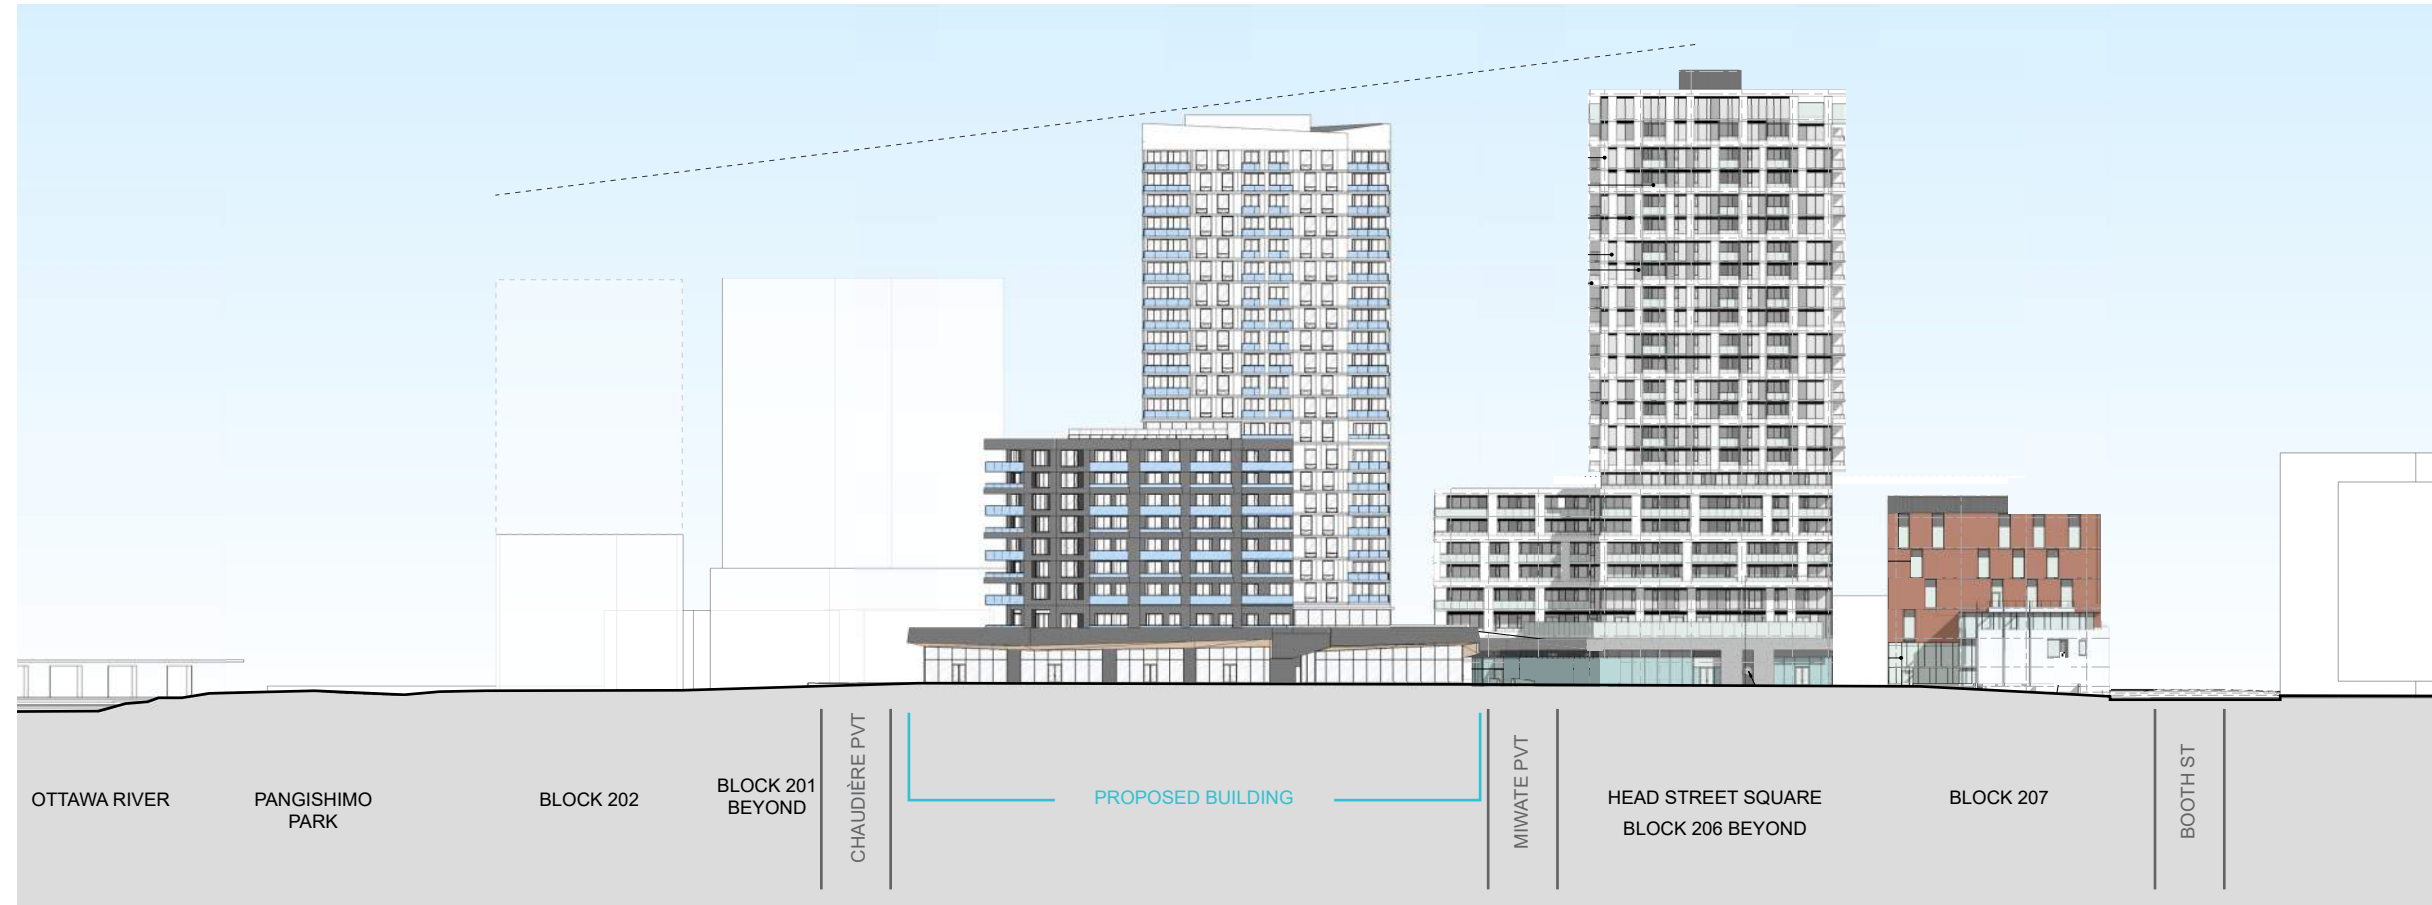 OTTAWA RIVER
PANGISHIMO
PARK
BLOCK 202
BLOCK 201
BEYOND
CHAUDIÈRE PVT
PROPOSED BUILDING
MIWATE PVT
HEAD STREET SQUARE
BLOCK 206 BEYOND
BLOCK 207
BOOTH ST